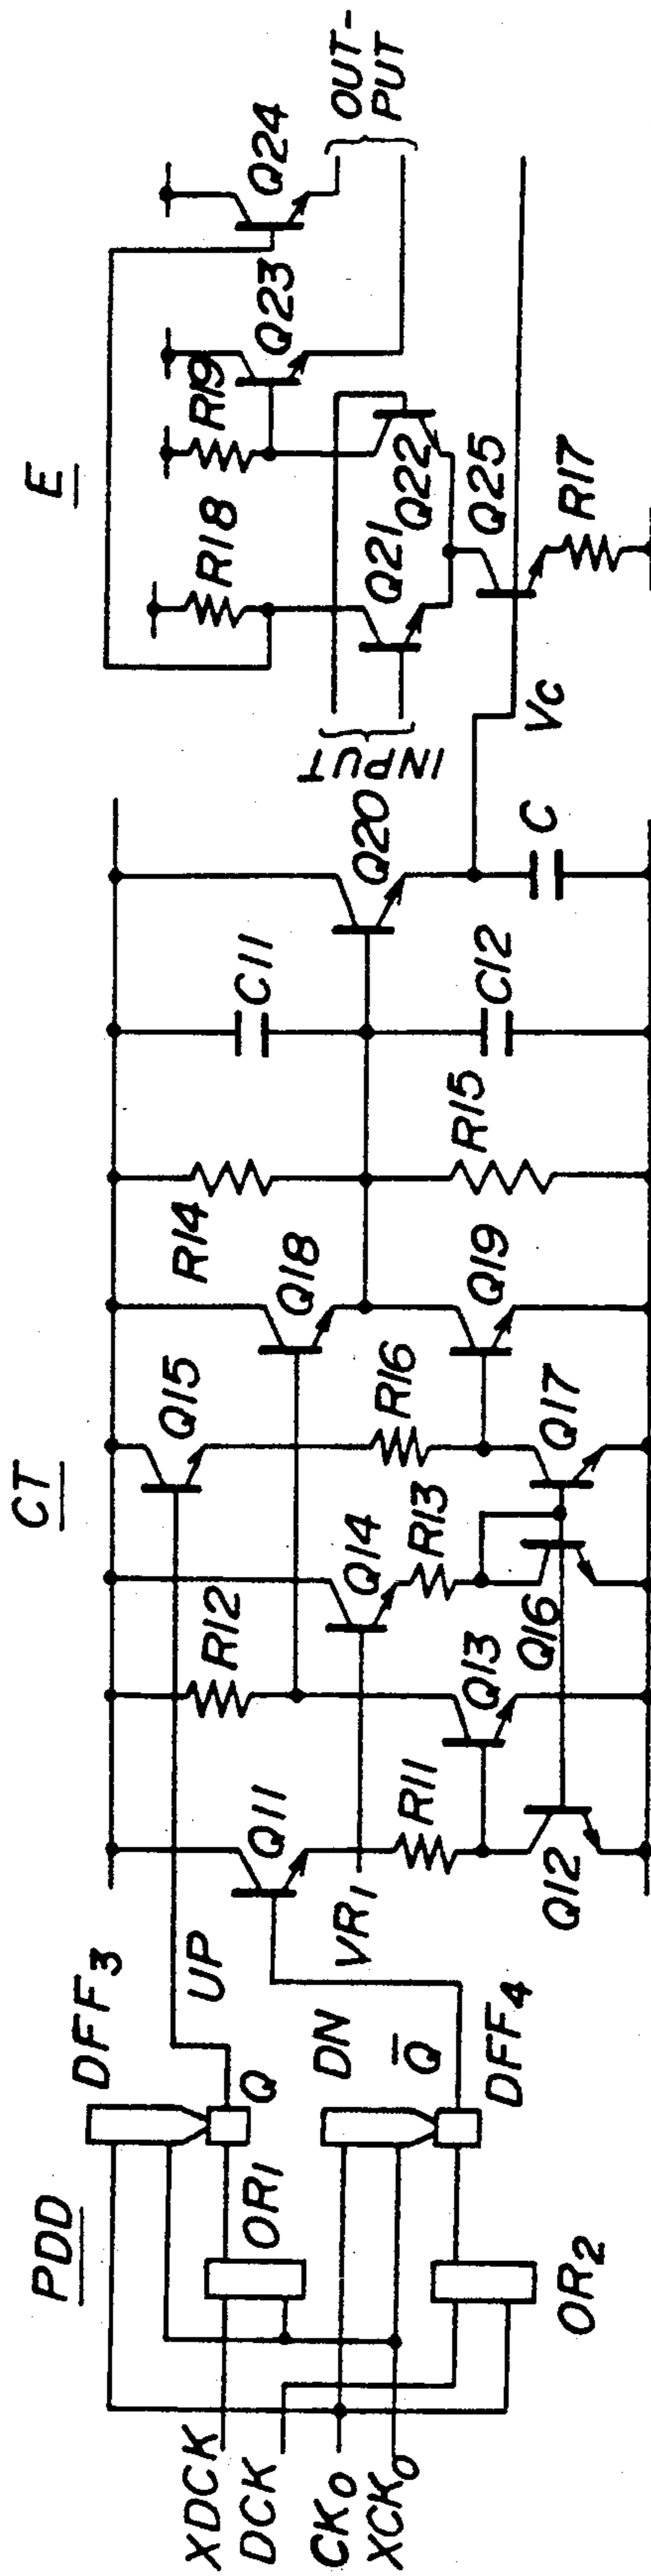 PDD
CT
E
XDCK
DCK
CK0
XCK0
OR1
OR2
DFF3
Q
UP
DN
Q̅
DFF4
VR1
Q11
R11
Q12
R12
Q13
Q14
R13
Q16
Q15
R16
Q17
Q18
Q19
R14
R15
C11
C12
Q20
C
Vc
INPUT
R18
R19
Q21
Q22
Q23
Q24
Q25
R17
OUT-
PUT